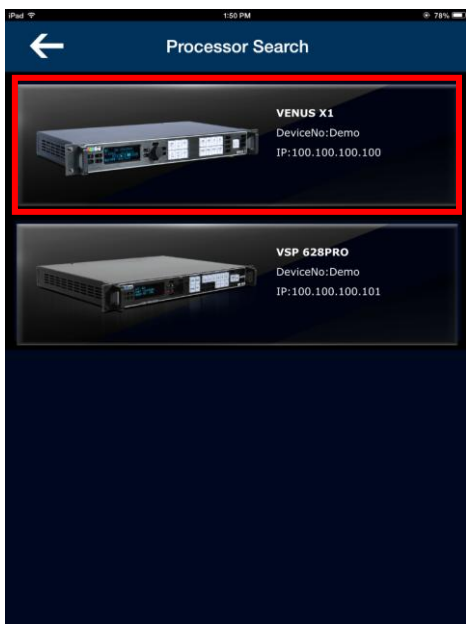 iPad 1:50 PM 78%
Processor Search
VENUS X1
DeviceNo:Demo
IP:100.100.100.100
VSP 628PRO
DeviceNo:Demo
IP:100.100.100.101